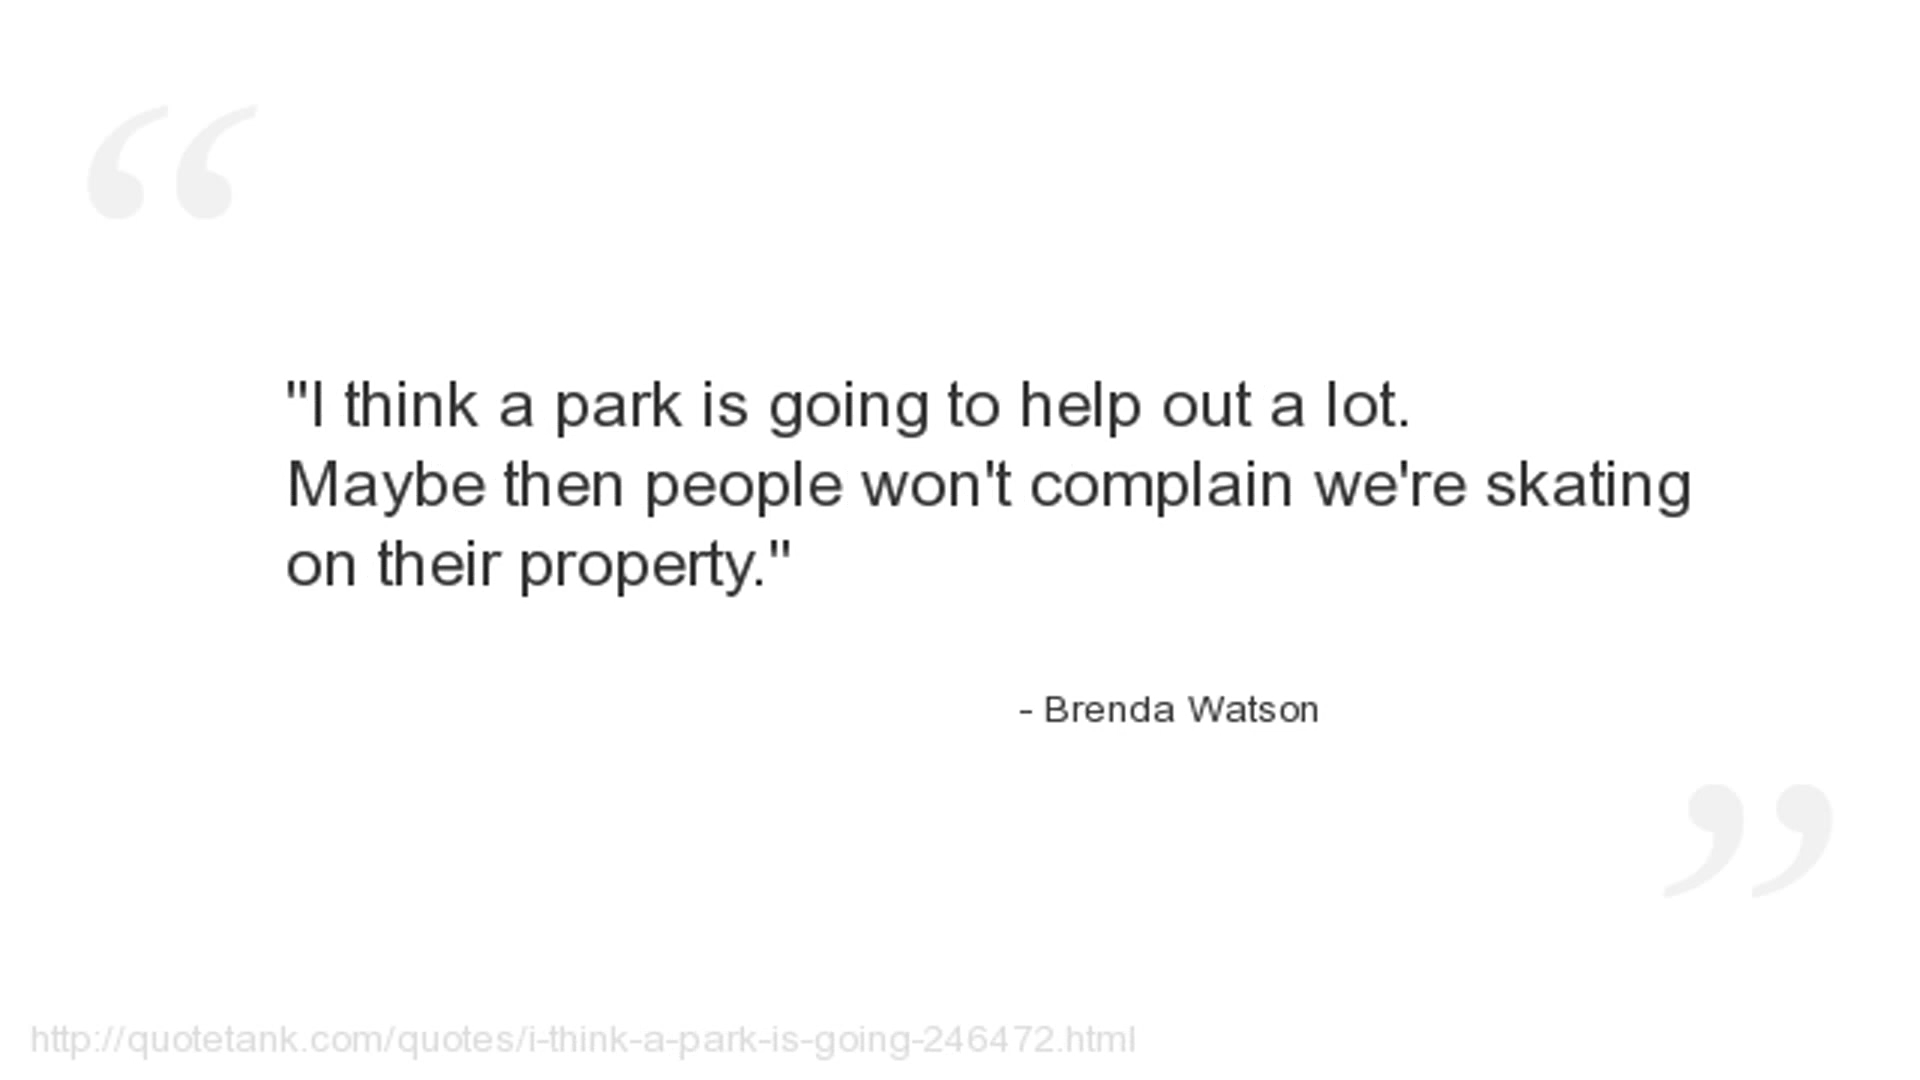 "I think a park is going to help out a lot.
Maybe then people won't complain we're skating
on their property."
- Brenda Watson
http://quotetank.com/quotes/i-think-a-park-is-going-246472.html